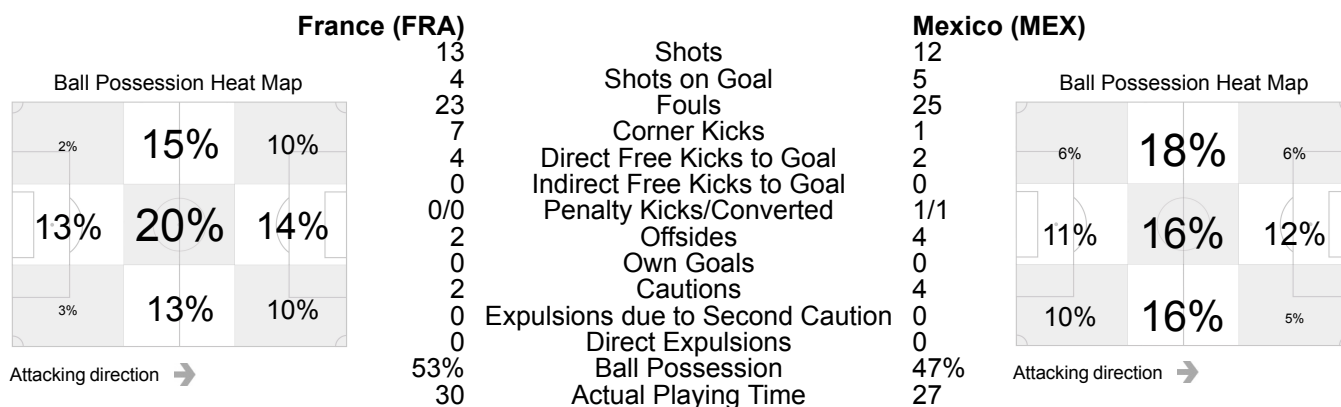 France (FRA) Mexico (MEX)
13 Shots 12
4 Shots on Goal 5
23 Fouls 25
7 Corner Kicks 1
4 Direct Free Kicks to Goal 2
0 Indirect Free Kicks to Goal 0
0/0 Penalty Kicks/Converted 1/1
2 Offsides 4
0 Own Goals 0
2 Cautions 4
0 Expulsions due to Second Caution 0
0 Direct Expulsions 0
53% Ball Possession 47%
30 Actual Playing Time 27
Ball Possession Heat Map
2% 15% 10%
13% 20% 14%
3% 13% 10%
Attacking direction
Ball Possession Heat Map
6% 18% 6%
11% 16% 12%
10% 16% 5%
Attacking direction